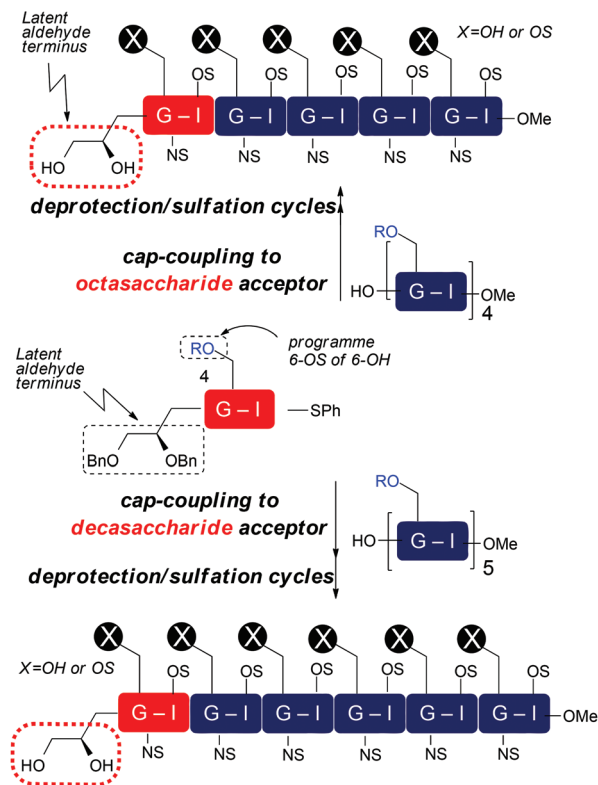 Latent
aldehyde
terminus
X X X X X
X=OH or OS
OS OS OS OS OS
G – I G – I G – I G – I G – I
OMe
NS NS NS NS NS
HO OH
deprotection/sulfation cycles
cap-coupling to
octasaccharide acceptor
RO
HO G – I OMe
4
Latent
aldehyde
terminus
RO
4
programme
6-OS of 6-OH
G – I
SPh
BnO OBn
cap-coupling to
decasaccharide acceptor
RO
HO G – I OMe
5
deprotection/sulfation cycles
X X X X X X
X=OH or OS
OS OS OS OS OS OS
G – I G – I G – I G – I G – I G – I
OMe
NS NS NS NS NS NS
HO OH